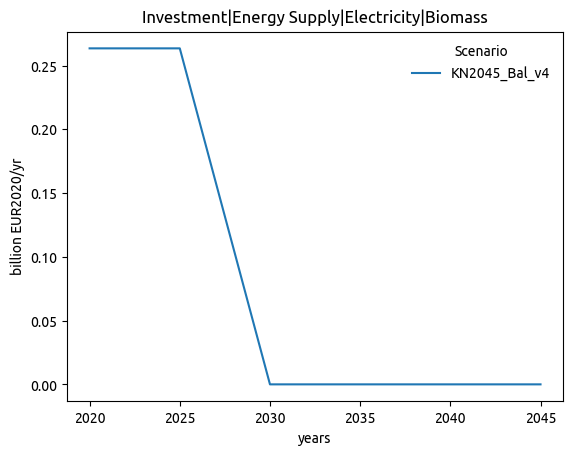 Investment|Energy Supply|Electricity|Biomass
Scenario
KN2045_Bal_v4
billion EUR2020/yr
0.25
0.20
0.15
0.10
0.05
0.00
2020 2025 2030 2035 2040 2045
years